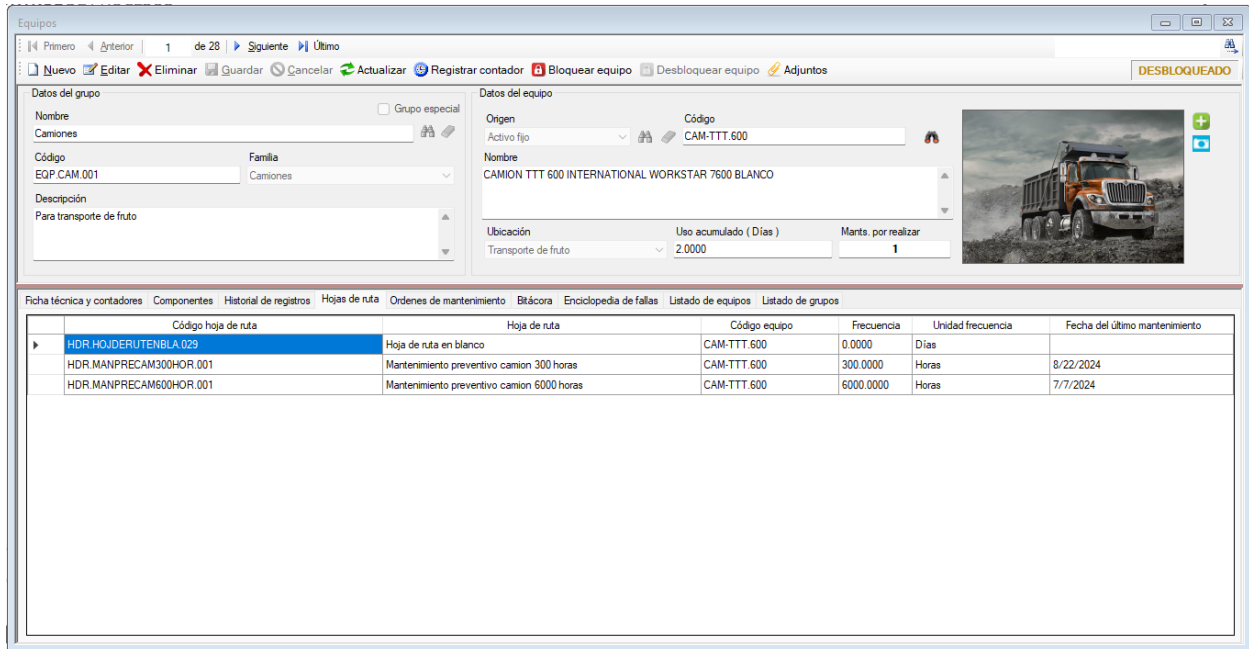 Equipos
Primero Anterior 1 de 28 Siguiente Último
Nuevo Editar Eliminar Guardar Cancelar Actualizar Registrar contador Bloquear equipo Desbloquear equipo Adjuntos DESBLOQUEADO
Datos del grupo
Grupo especial
Nombre
Camiones
Código Familia
EQP.CAM.001 Camiones
Descripción
Para transporte de fruto
Datos del equipo
Origen Código
Activo fijo CAM-TTT.600
Nombre
CAMION TTT 600 INTERNATIONAL WORKSTAR 7600 BLANCO
Ubicación Uso acumulado ( Días ) Mants. por realizar
Transporte de fruto 2.0000 1
Ficha técnica y contadores Componentes Historial de registros Hojas de ruta Ordenes de mantenimiento Bitácora Enciclopedia de fallas Listado de equipos Listado de grupos
Código hoja de ruta Hoja de ruta Código equipo Frecuencia Unidad frecuencia Fecha del último mantenimiento
HDR.HOJDERUTENBLA.029 Hoja de ruta en blanco CAM-TTT.600 0.0000 Días
HDR.MANPRECAM300HOR.001 Mantenimiento preventivo camion 300 horas CAM-TTT.600 300.0000 Horas 8/22/2024
HDR.MANPRECAM600HOR.001 Mantenimiento preventivo camion 6000 horas CAM-TTT.600 6000.0000 Horas 7/7/2024